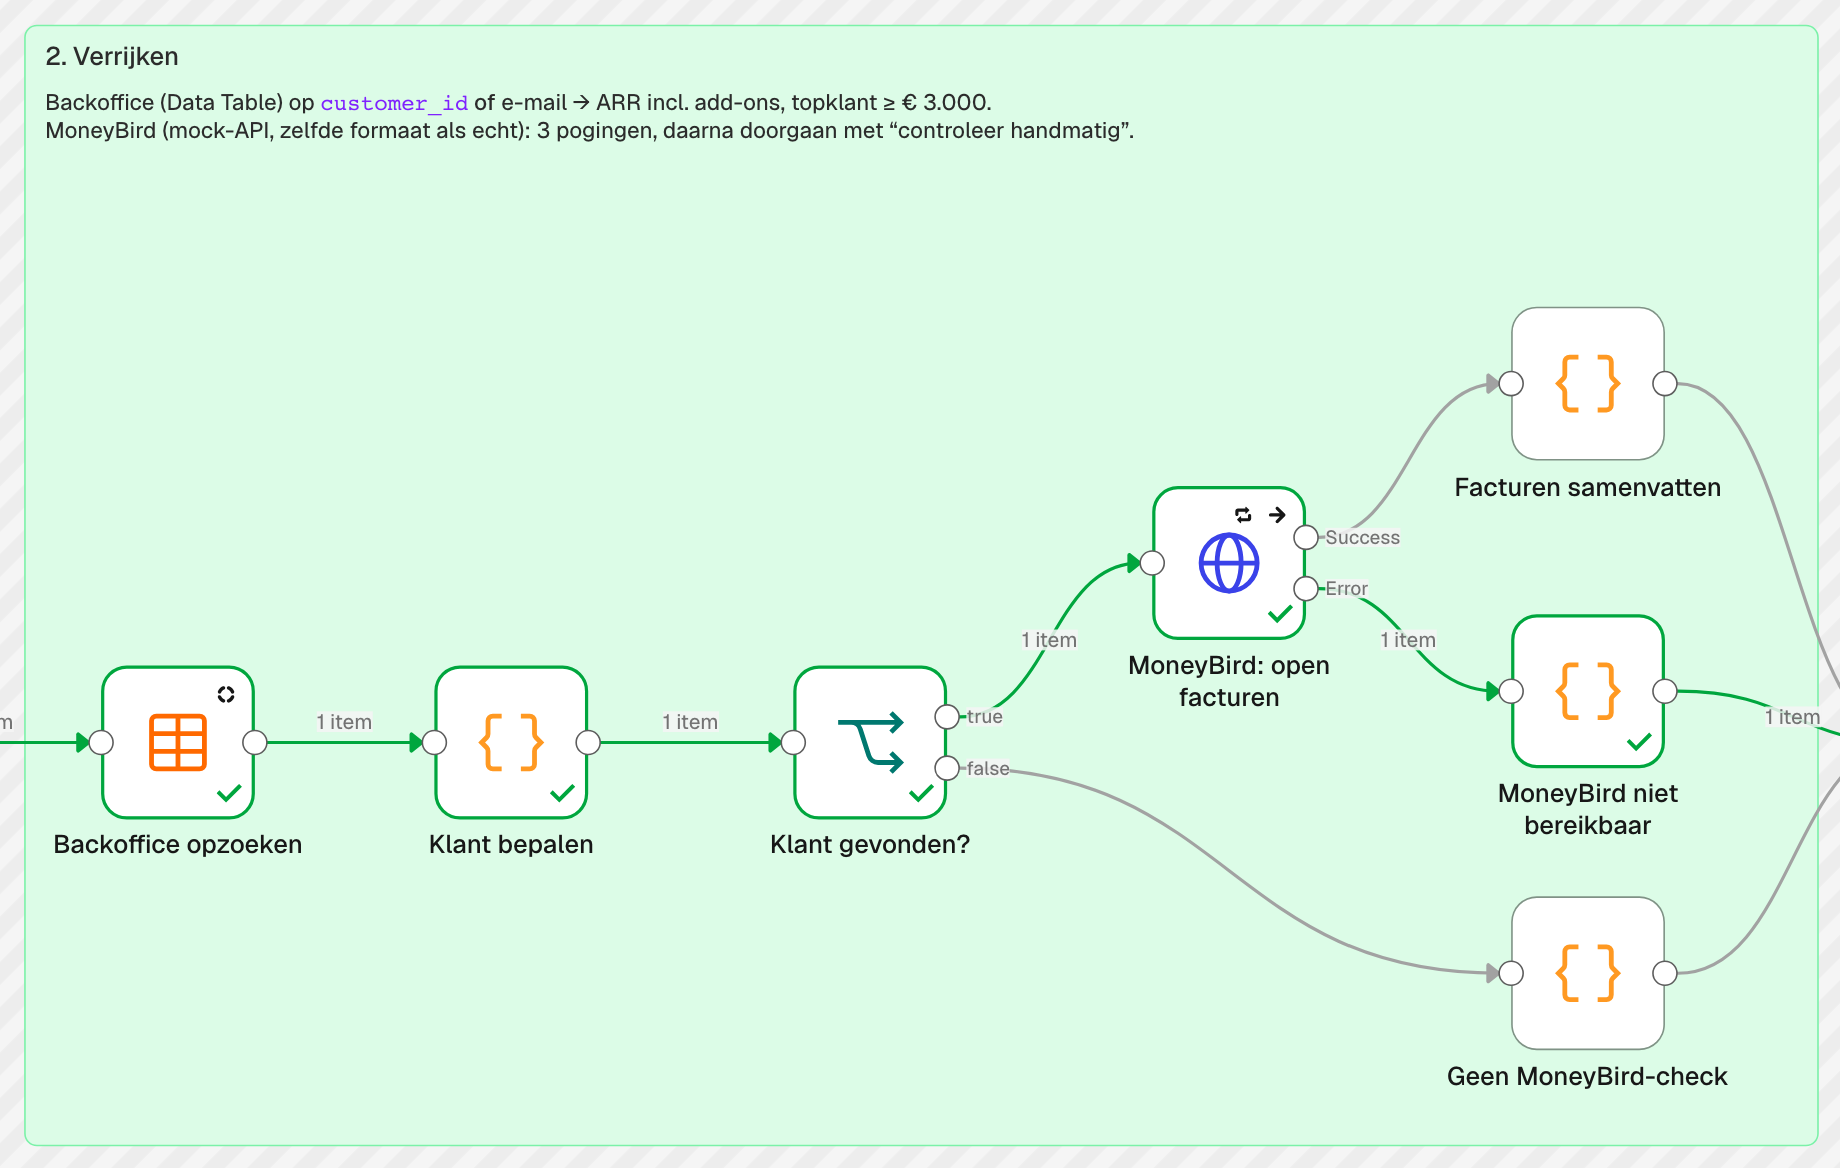 2. Verrijken
Backoffice (Data Table) op customer_id of e-mail → ARR incl. add-ons, topklant ≥ € 3.000.
MoneyBird (mock-API, zelfde formaat als echt): 3 pogingen, daarna doorgaan met “controleer handmatig”.
Facturen samenvatten
Success
Error
1 item
1 item
MoneyBird: open
facturen
1 item
1 item
true
1 item
false
MoneyBird niet
bereikbaar
Backoffice opzoeken
Klant bepalen
Klant gevonden?
Geen MoneyBird-check